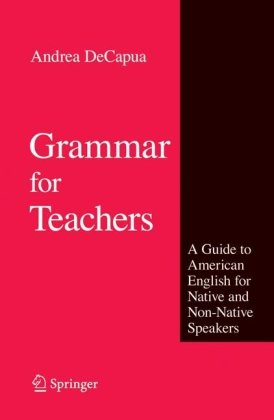 Andrea DeCapua
Grammar
for
Teachers
A Guide to
American
English for
Native and
Non-Native
Speakers
Springer